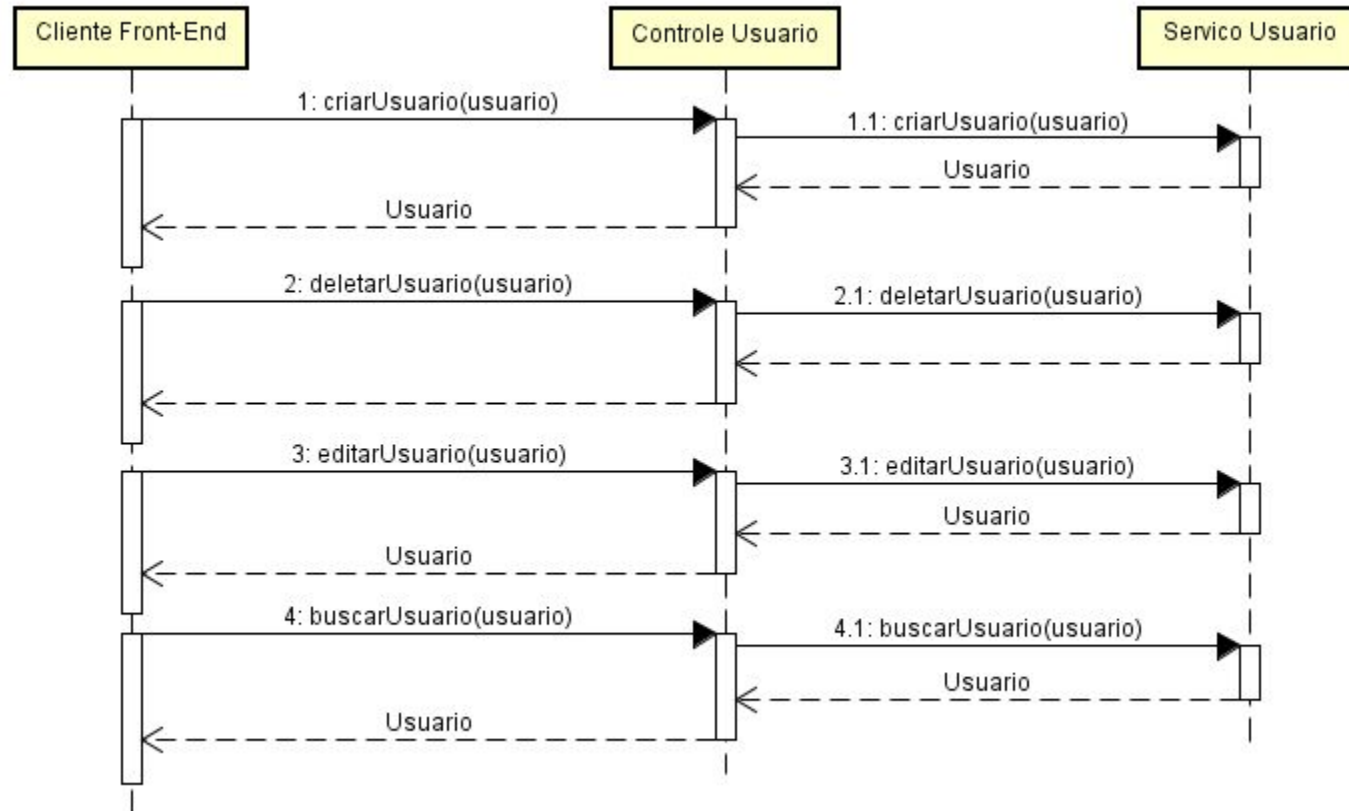 Cliente Front-End
Controle Usuario
Servico Usuario
1: criarUsuario(usuario)
1.1: criarUsuario(usuario)
Usuario
Usuario
2: deletarUsuario(usuario)
2.1: deletarUsuario(usuario)
3: editarUsuario(usuario)
3.1: editarUsuario(usuario)
Usuario
Usuario
4: buscarUsuario(usuario)
4.1: buscarUsuario(usuario)
Usuario
Usuario